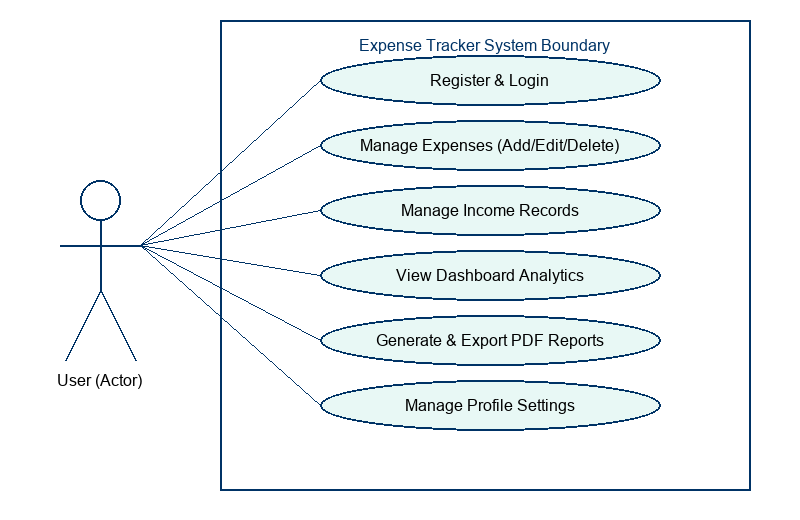 Expense Tracker System Boundary
Register & Login
Manage Expenses (Add/Edit/Delete)
Manage Income Records
View Dashboard Analytics
Generate & Export PDF Reports
Manage Profile Settings
User (Actor)